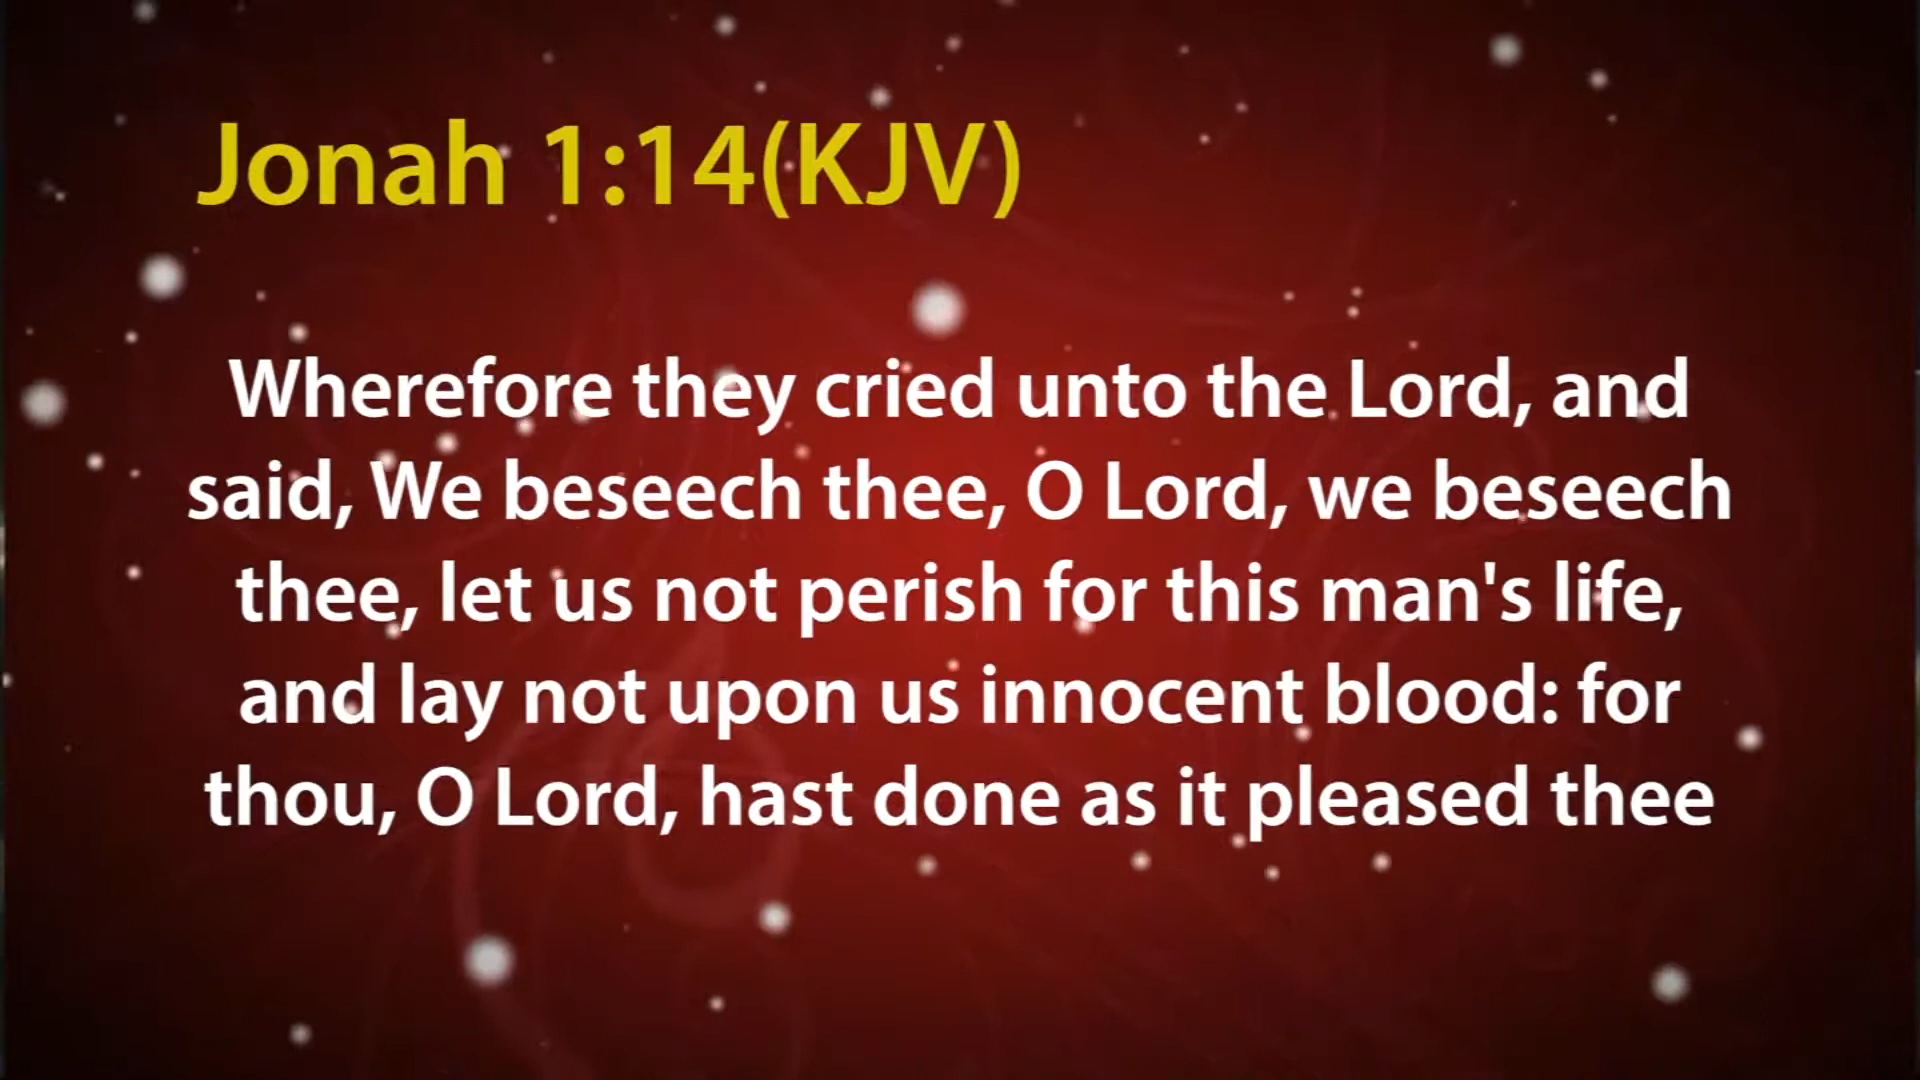 Jonah 1:14(KJV)
Wherefore they cried unto the Lord, and
said, We beseech thee, O Lord, we beseech
thee, let us not perish for this man's life,
and lay not upon us innocent blood: for
thou, O Lord, hast done as it pleased thee